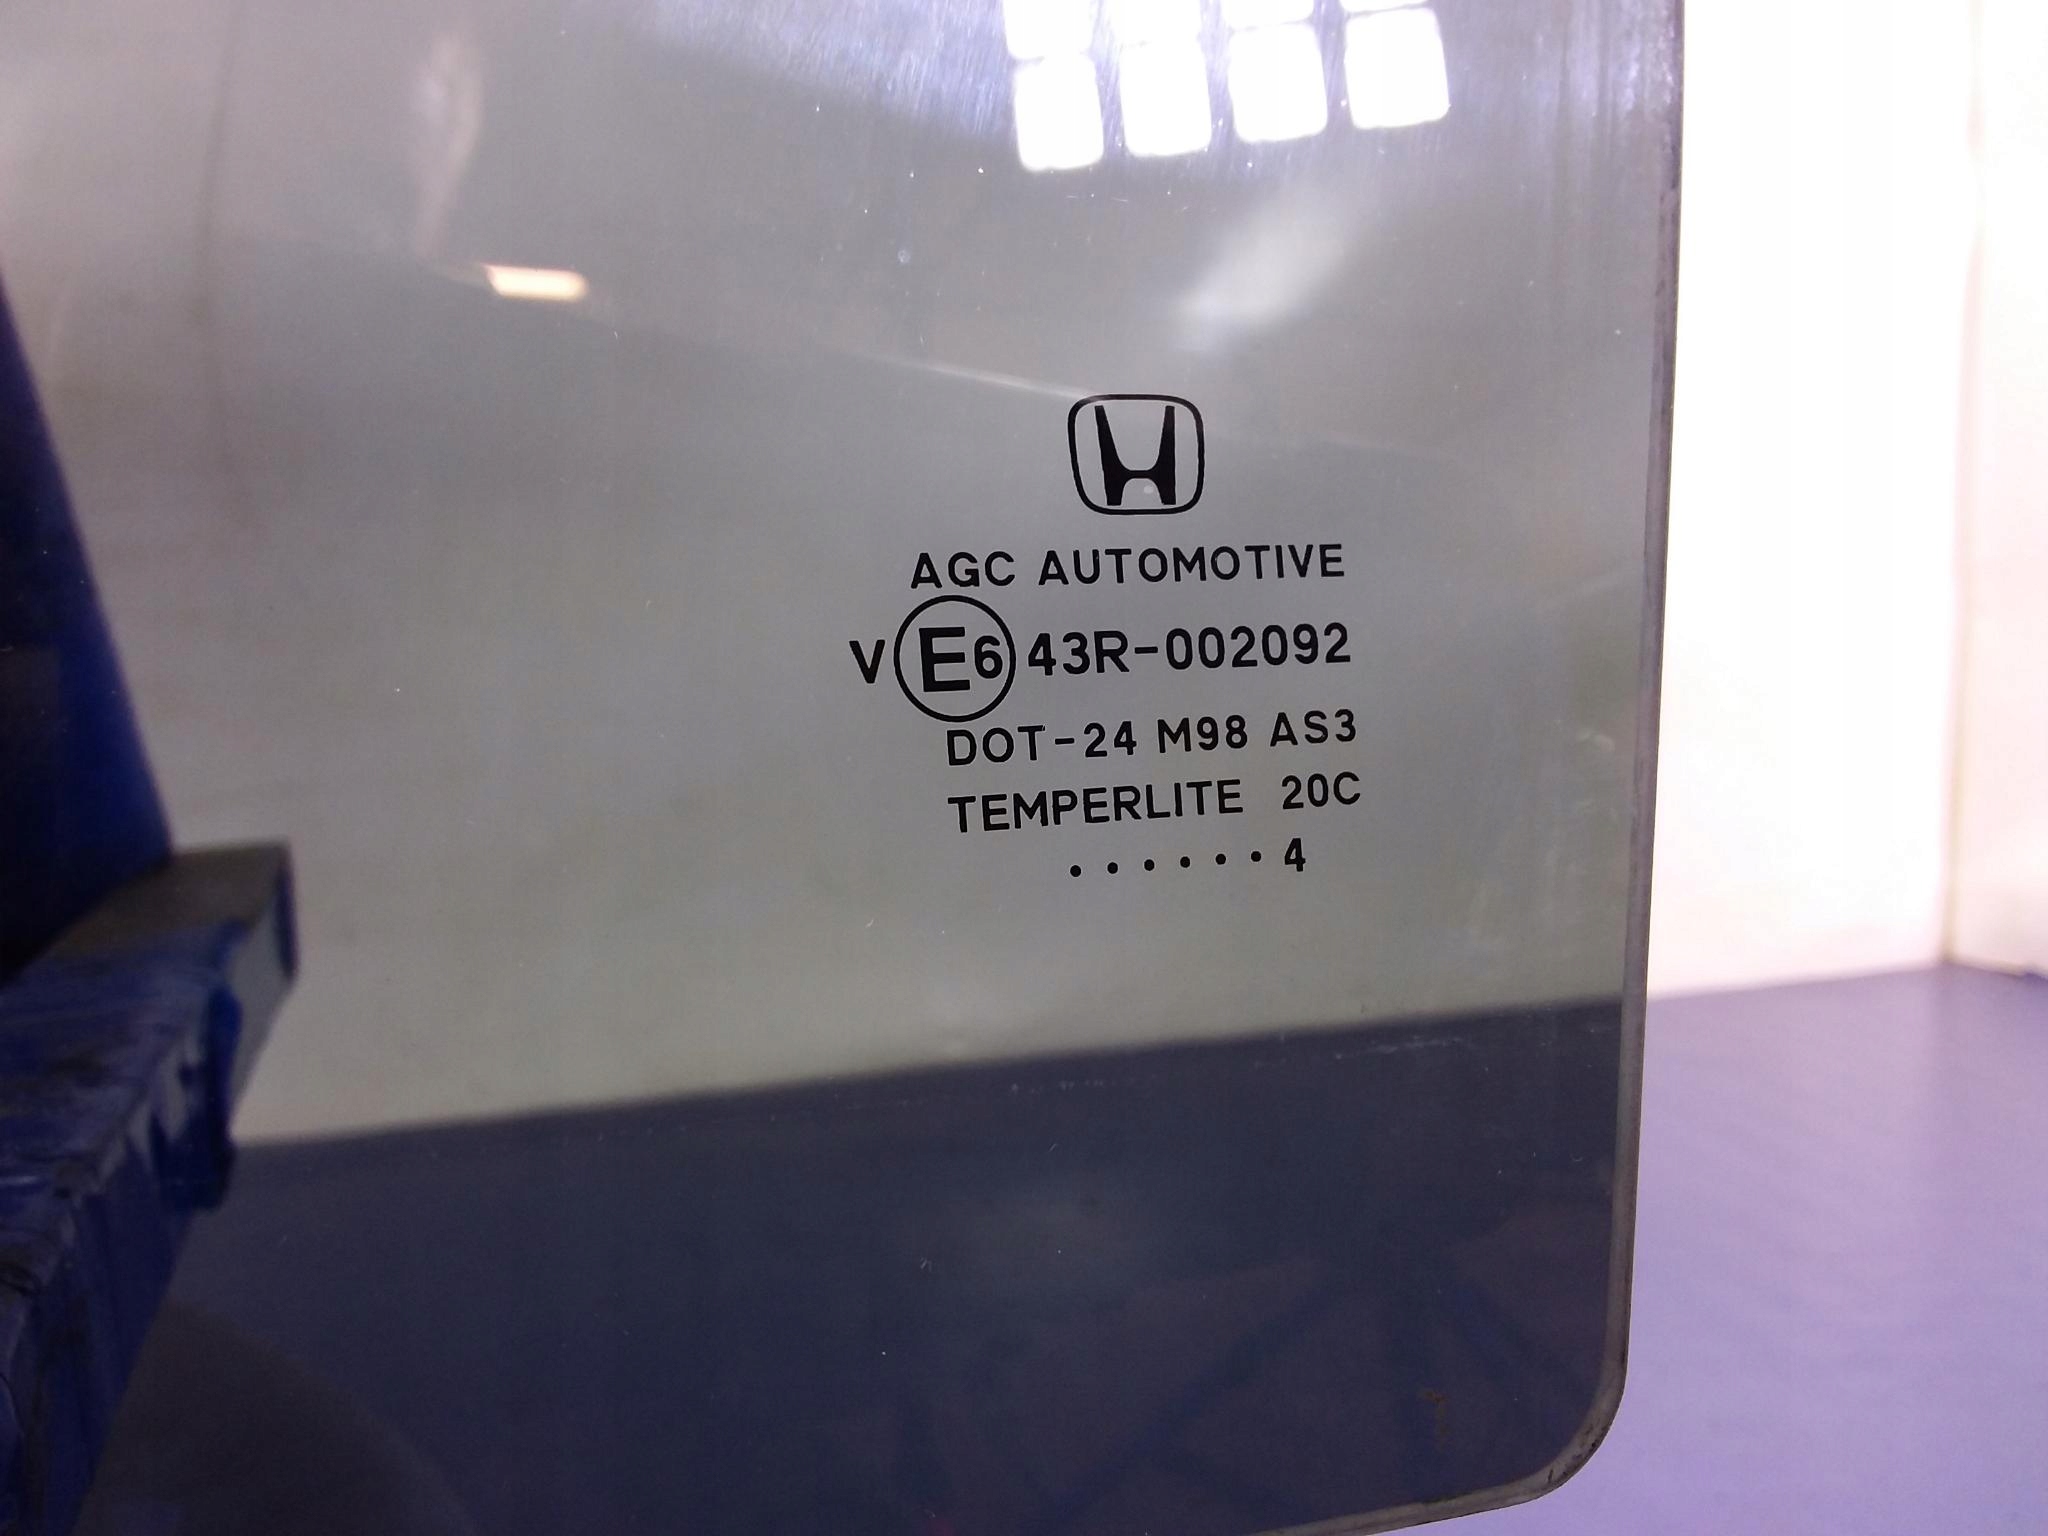 AGC AUTOMOTIVE
V E6 43R-002092
DOT-24 M98 AS3
TEMPERLITE 20C
······4